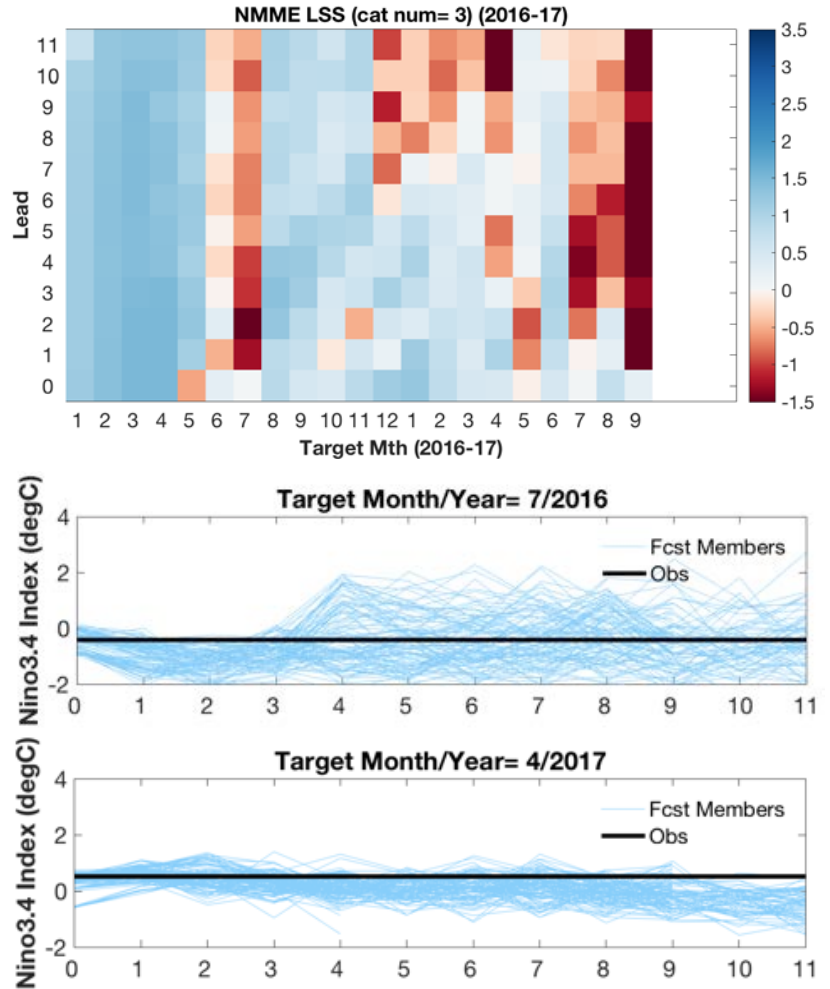 NMME LSS (cat num= 3) (2016-17)
Lead
11
10
9
8
7
6
5
4
3
2
1
0
1 2 3 4 5 6 7 8 9 10 11 12 1 2 3 4 5 6 7 8 9
Target Mth (2016-17)
3.5
3
2.5
2
1.5
1
0.5
0
-0.5
-1
-1.5
Target Month/Year= 7/2016
Nino3.4 Index (degC)
4
2
0
-2
Fcst Members
Obs
0 1 2 3 4 5 6 7 8 9 10 11
Target Month/Year= 4/2017
Nino3.4 Index (degC)
4
2
0
-2
Fcst Members
Obs
0 1 2 3 4 5 6 7 8 9 10 11